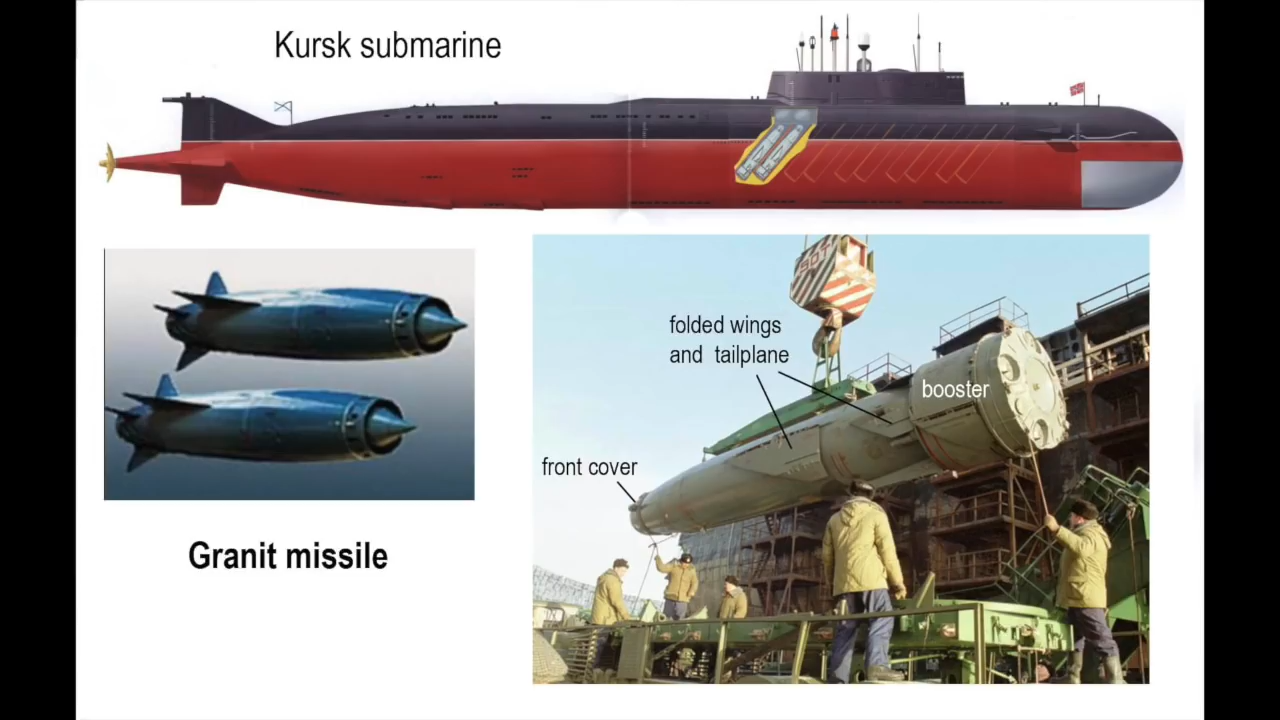 Kursk submarine
folded wings
and tailplane
booster
front cover
Granit missile